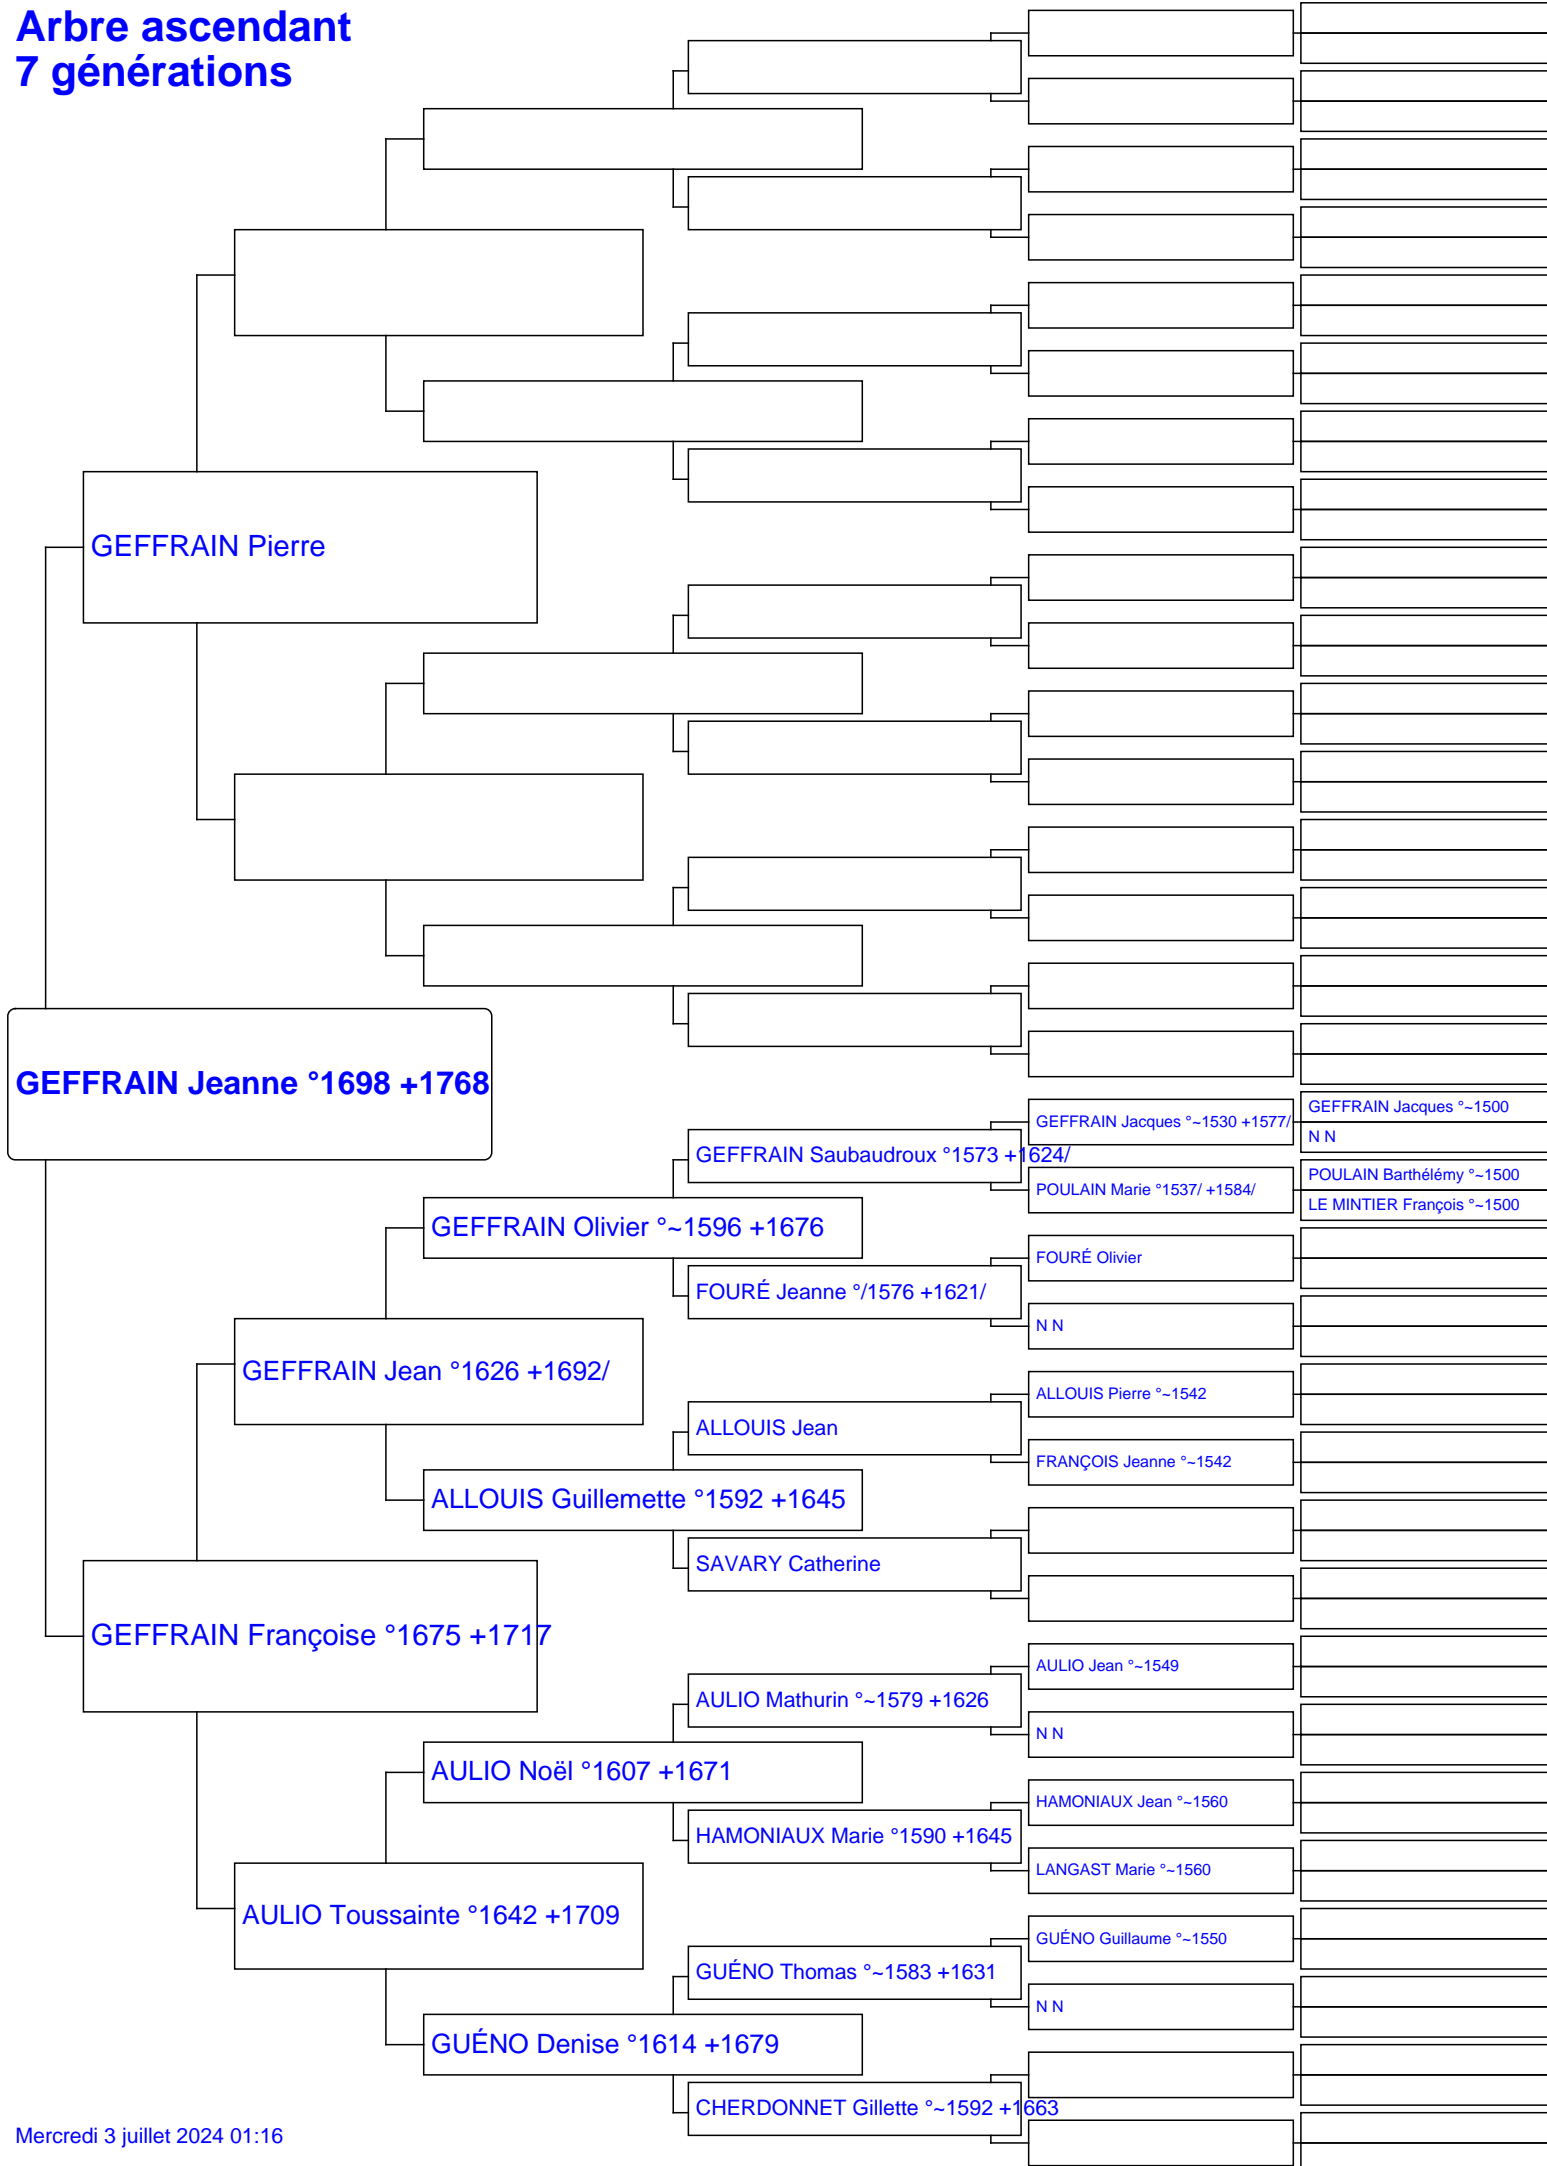 Arbre ascendant
7 générations
GEFFRAIN Pierre
GEFFRAIN Jeanne °1698 +1768
GEFFRAIN Jacques °~1530 +1577/
GEFFRAIN Jacques °~1500
N N
GEFFRAIN Saubaudroux °1573 +1624/
POULAIN Marie °1537/ +1584/
POULAIN Barthélémy °~1500
LE MINTIER François °~1500
GEFFRAIN Olivier °~1596 +1676
FOURÉ Olivier
FOURÉ Jeanne °/1576 +1621/
N N
GEFFRAIN Jean °1626 +1692/
ALLOUIS Pierre °~1542
ALLOUIS Jean
FRANÇOIS Jeanne °~1542
ALLOUIS Guillemette °1592 +1645
SAVARY Catherine
GEFFRAIN Françoise °1675 +1717
AULIO Jean °~1549
AULIO Mathurin °~1579 +1626
N N
AULIO Noël °1607 +1671
HAMONIAUX Jean °~1560
HAMONIAUX Marie °1590 +1645
LANGAST Marie °~1560
AULIO Toussainte °1642 +1709
GUÉNO Guillaume °~1550
GUÉNO Thomas °~1583 +1631
N N
GUÉNO Denise °1614 +1679
CHERDONNET Gillette °~1592 +1663
Mercredi 3 juillet 2024 01:16